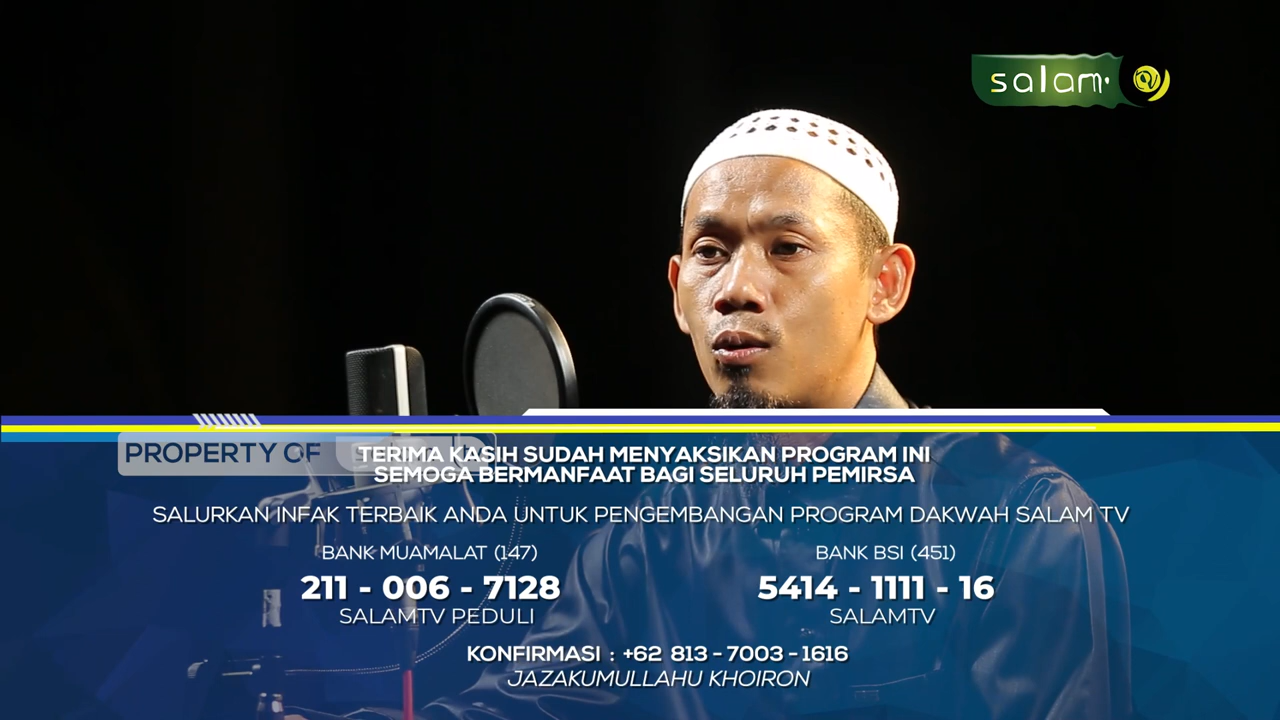 salam
TERIMA KASIH SUDAH MENYAKSIKAN PROGRAM INI
PROPERTY OF
SEMOGA BERMANFAAT BAGI SELURUH PEMIRSA
SALURKAN INFAK TERBAIK ANDA UNTUK PENGEMBANGAN PROGRAM DAKWAH SALAM TV
BANK MUAMALAT (147)
BANK BSI (451)
211 - 006 - 7128
5414 - 1111 - 16
SALAMTV PEDULI
SALAMTV
KONFIRMASI : +62 813 - 7003 - 1616
JAZAKUMULLAHU KHOIRON